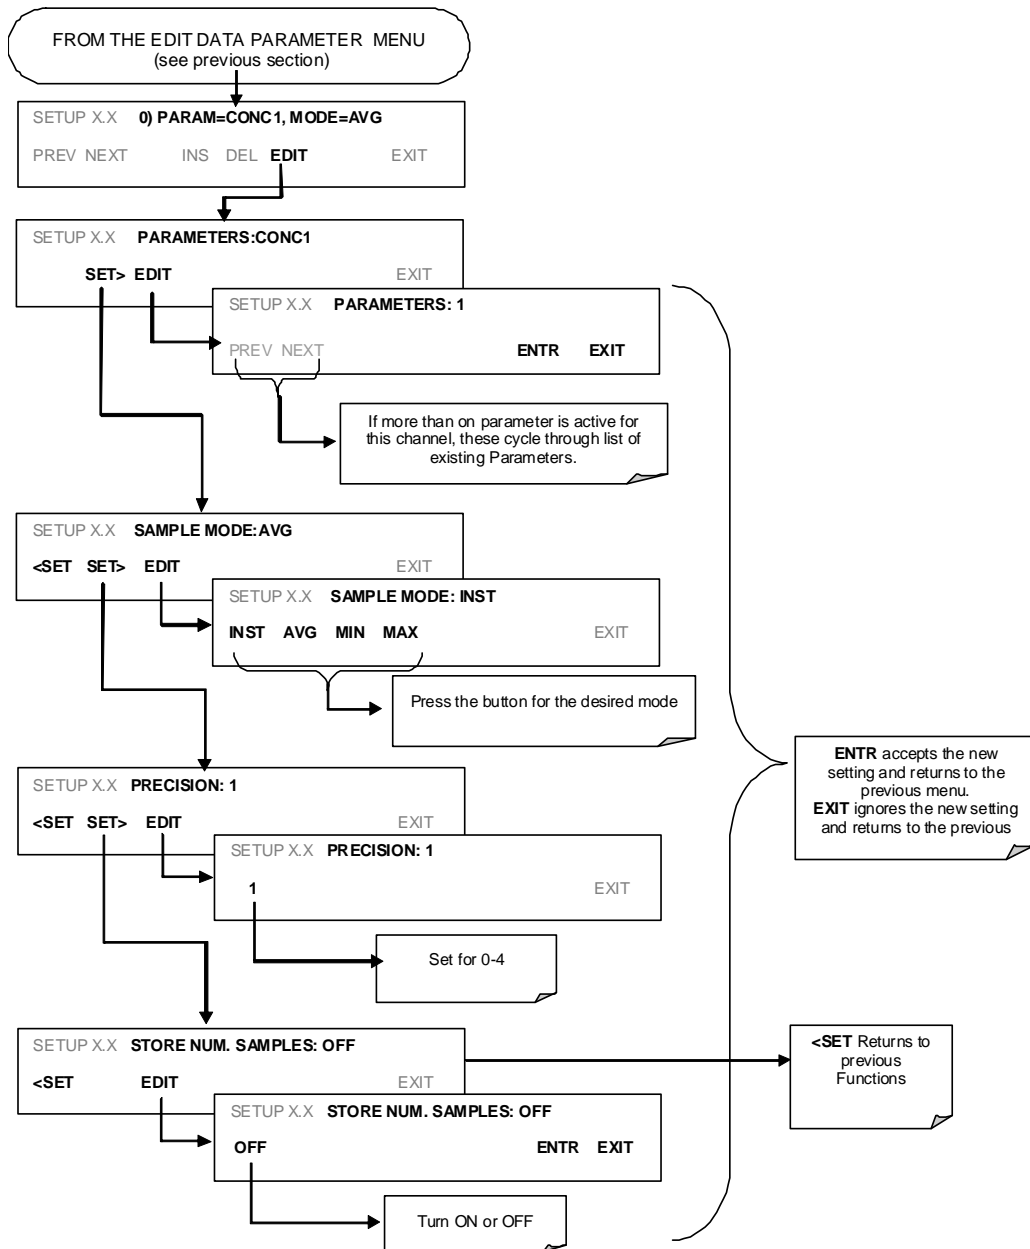 FROM THE EDIT DATA PARAMETER MENU
(see previous section)
SETUP X.X 0) PARAM=CONC1, MODE=AVG
PREV NEXT INS DEL EDIT EXIT
SETUP X.X PARAMETERS:CONC1
SET> EDIT EXIT
SETUP X.X PARAMETERS: 1
PREV NEXT ENTR EXIT
If more than on parameter is active for
this channel, these cycle through list of
existing Parameters.
SETUP X.X SAMPLE MODE:AVG
<SET SET> EDIT EXIT
SETUP X.X SAMPLE MODE: INST
INST AVG MIN MAX EXIT
Press the button for the desired mode
ENTR accepts the new
setting and returns to the
previous menu.
EXIT ignores the new setting
and returns to the previous
SETUP X.X PRECISION: 1
<SET SET> EDIT EXIT
SETUP X.X PRECISION: 1
1 EXIT
Set for 0-4
SETUP X.X STORE NUM. SAMPLES: OFF
<SET EDIT EXIT
<SET Returns to
previous
Functions
SETUP X.X STORE NUM. SAMPLES: OFF
OFF ENTR EXIT
Turn ON or OFF